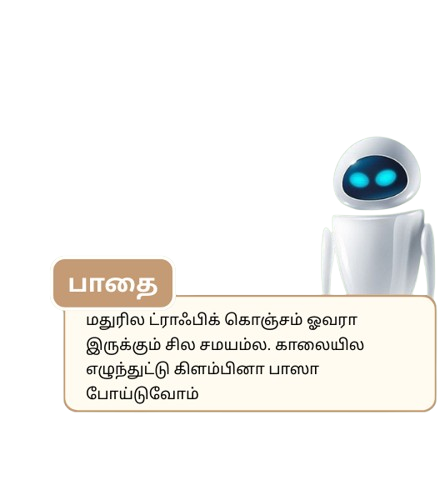 பாதை
மதுரில ட்ராஃபிக் கொஞ்சம் ஓவரா
இருக்கும் சில சமயம்ல. காலையில
எழுந்துட்டு கிளம்பினா பாஸா
போய்டுவோம்